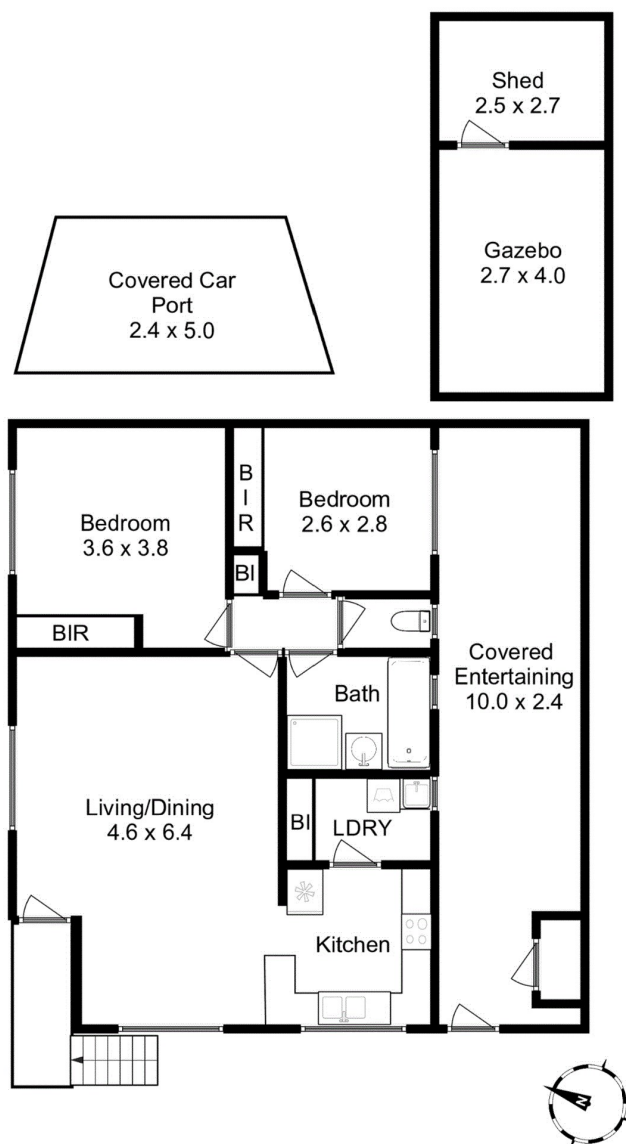 Shed
2.5 x 2.7
Gazebo
2.7 x 4.0
Covered Car
Port
2.4 x 5.0
Bedroom
3.6 x 3.8
BIR
B
I
R
Bedroom
2.6 x 2.8
BI
Covered
Entertaining
10.0 x 2.4
Bath
Living/Dining
4.6 x 6.4
BI
LDRY
Kitchen
N